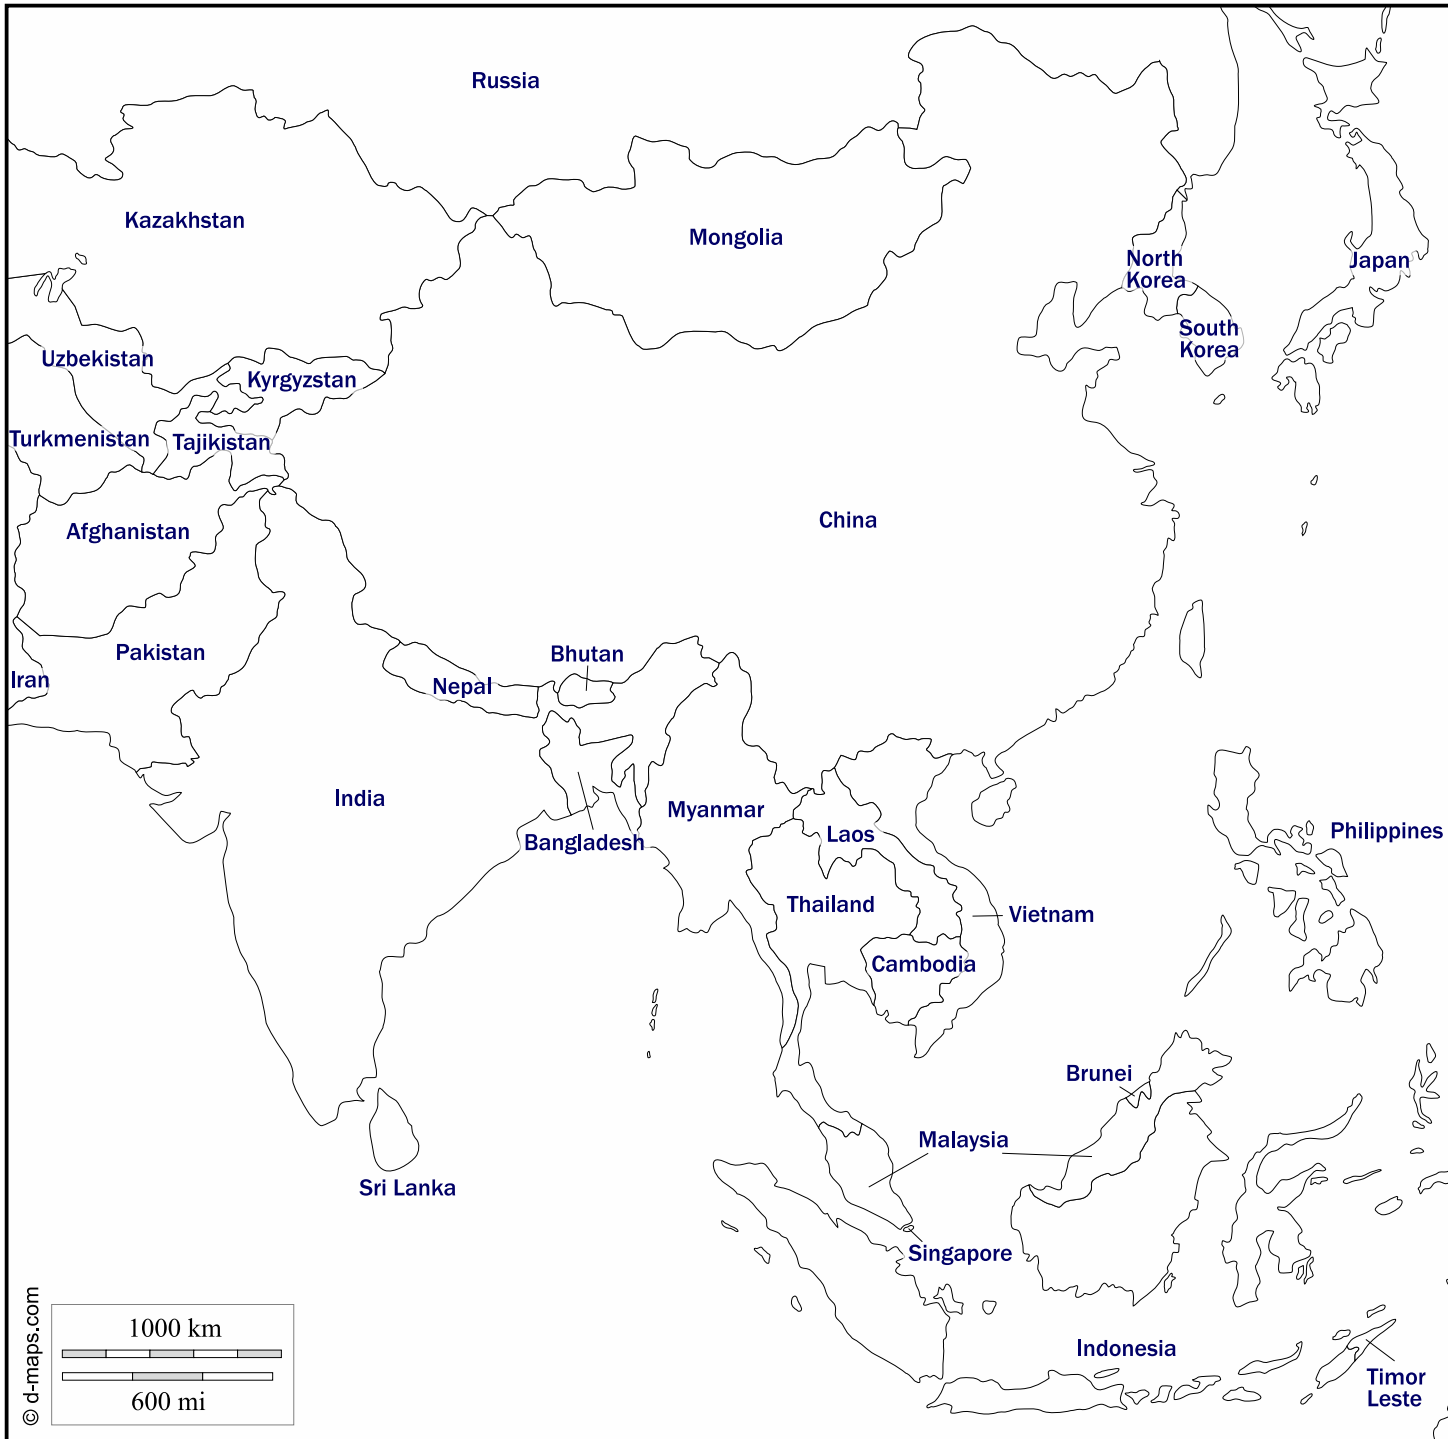 Russia
Kazakhstan
Mongolia
North
Korea
Japan
South
Korea
Uzbekistan
Kyrgyzstan
Turkmenistan
Tajikistan
China
Afghanistan
Pakistan
Bhutan
Iran
Nepal
India
Myanmar
Laos
Philippines
Bangladesh
Thailand
Vietnam
Cambodia
Brunei
Malaysia
Sri Lanka
Singapore
Indonesia
Timor
Leste
1000 km
600 mi
© d-maps.com